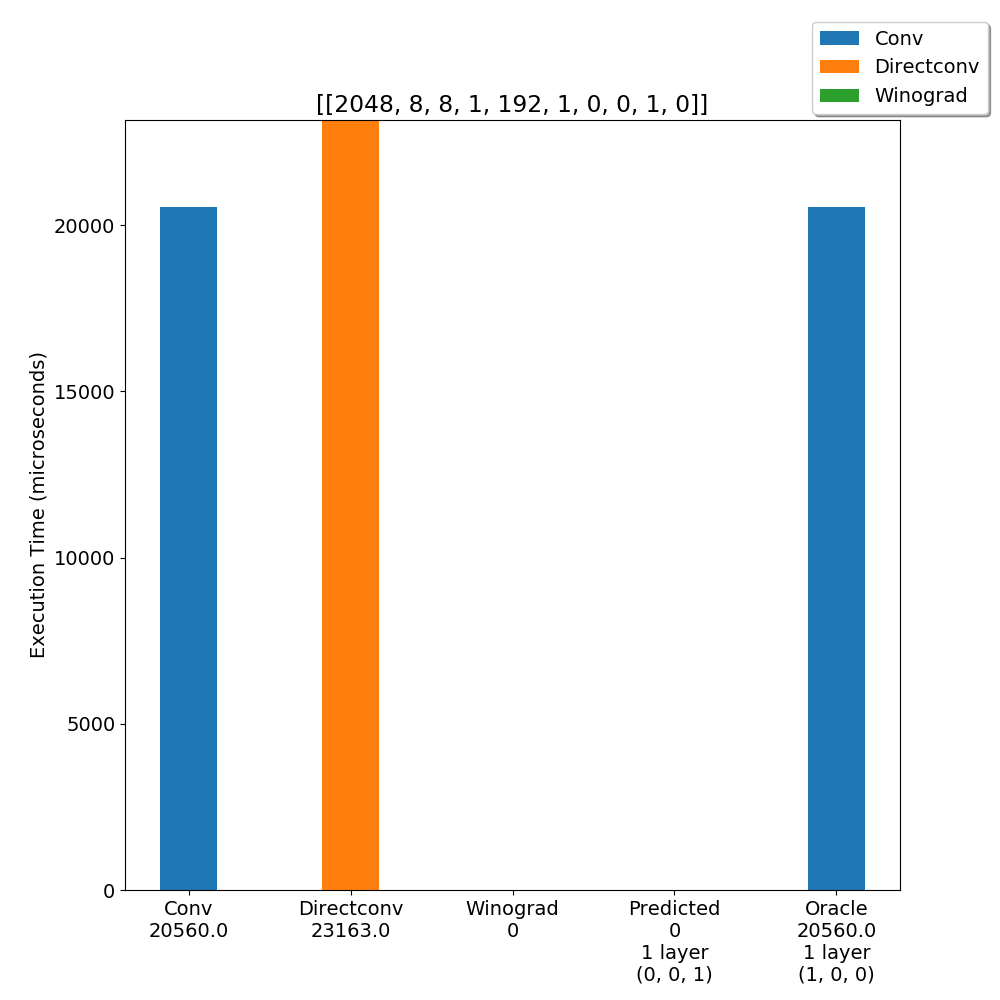 Conv
Directconv
Winograd
[[2048, 8, 8, 1, 192, 1, 0, 0, 1, 0]]
Execution Time (microseconds)
20000
15000
10000
5000
0
Conv
20560.0
Directconv
23163.0
Winograd
0
Predicted
0
1 layer
(0, 0, 1)
Oracle
20560.0
1 layer
(1, 0, 0)